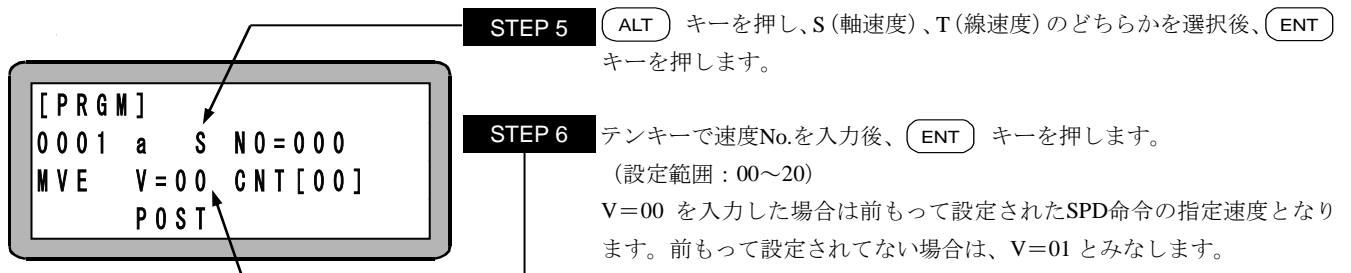 STEP 5
ALT キーを押し、S(軸速度)、T(線速度)のどちらかを選択後、ENT
キーを押します。
[PRGM]
0001 a S NO=000
MVE V=00 CNT[00]
POST
STEP 6
テンキーで速度No.を入力後、ENT キーを押します。
(設定範囲:00~20)
V=00 を入力した場合は前もって設定されたSPD命令の指定速度となり
ます。前もって設定されてない場合は、V=01 とみなします。